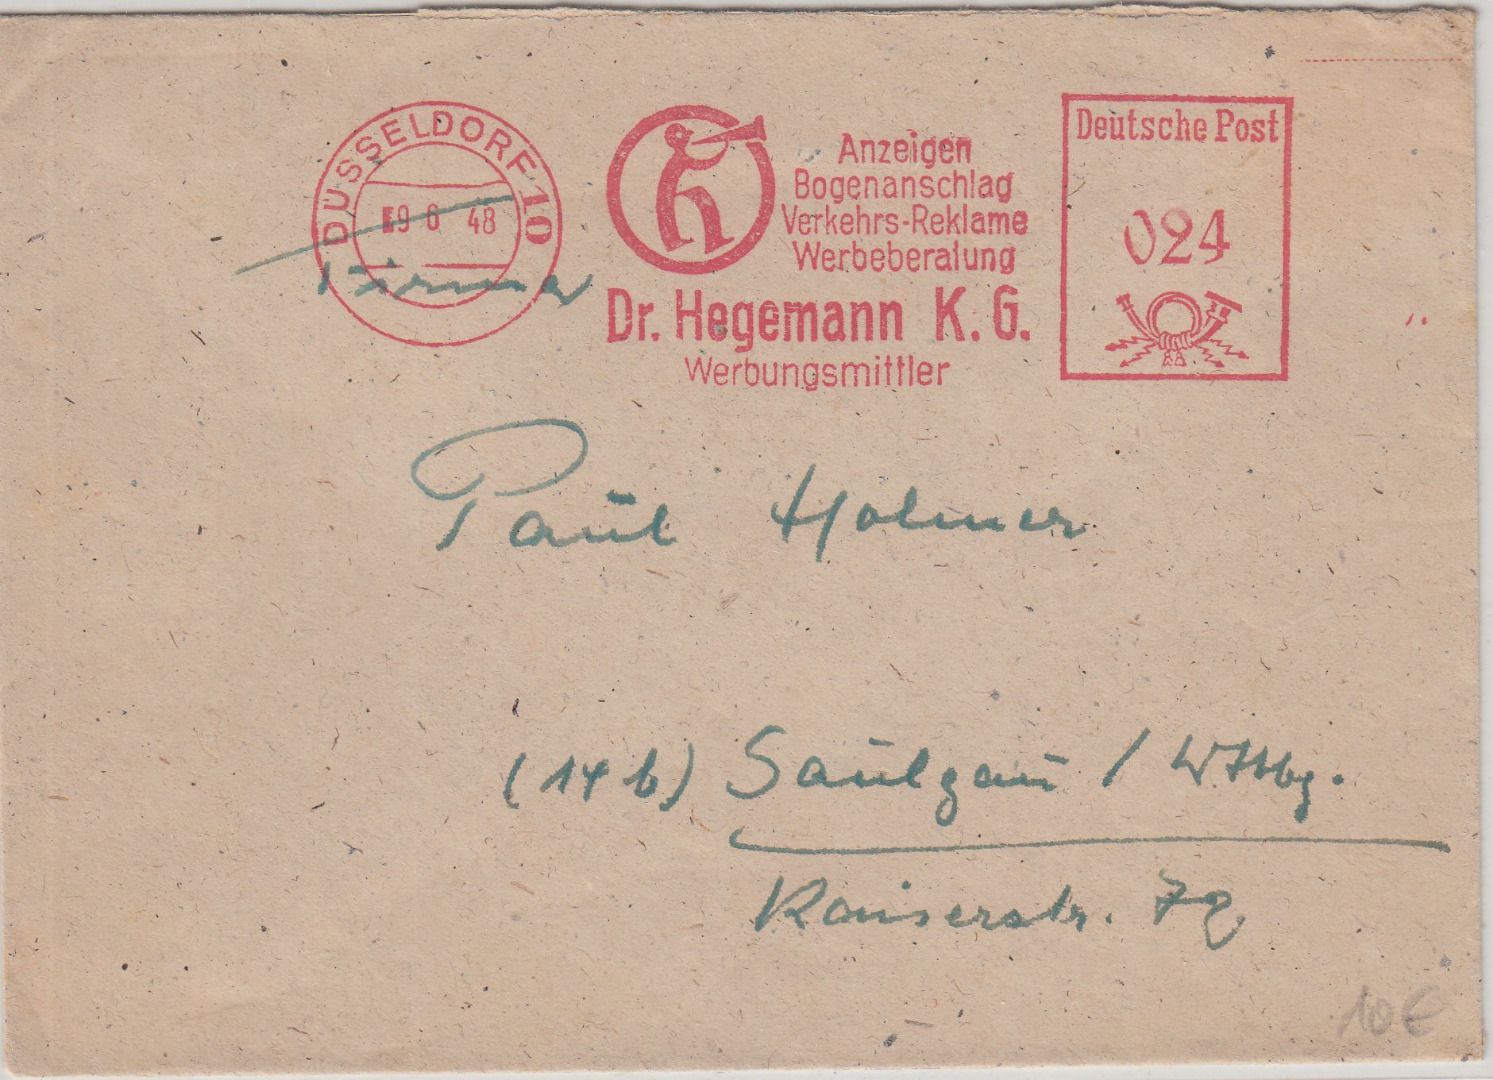 DÜSSELDORF 10
9 6 48
Anzeigen
Bogenanschlag
Verkehrs-Reklame
Werbeberatung
Dr. Hegemann K. G.
Werbungsmittler
Deutsche Post
024
Firma
Paul Holmer
(14b) Saulgau / Wttbg.
Kaiserstr.
10 €